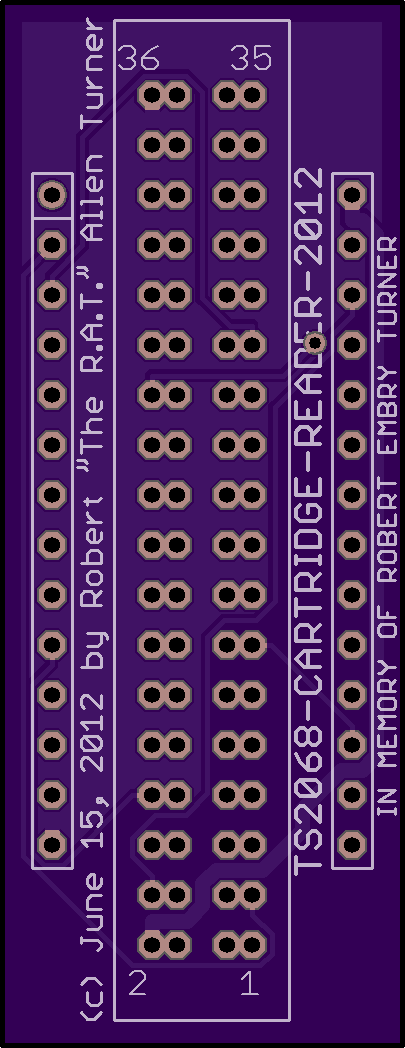 36 35
(c) June 15, 2012 by Robert "The R.A.T." Allen Turner
TS2068-CARTRIDGE-READER-2012
IN MEMORY OF ROBERT EMBRY TURNER
2 1